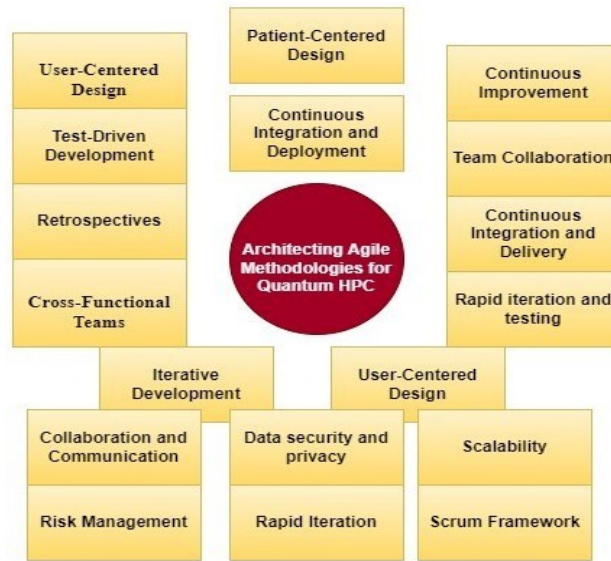 Patient-Centered
Design
User-Centered
Design
Continuous
Improvement
Continuous
Integration and
Deployment
Test-Driven
Development
Team Collaboration
Retrospectives
Architecting Agile
Methodologies for
Quantum HPC
Continuous
Integration and
Delivery
Cross-Functional
Teams
Rapid iteration and
testing
Iterative
Development
User-Centered
Design
Collaboration and
Communication
Data security and
privacy
Scalability
Risk Management
Rapid Iteration
Scrum Framework